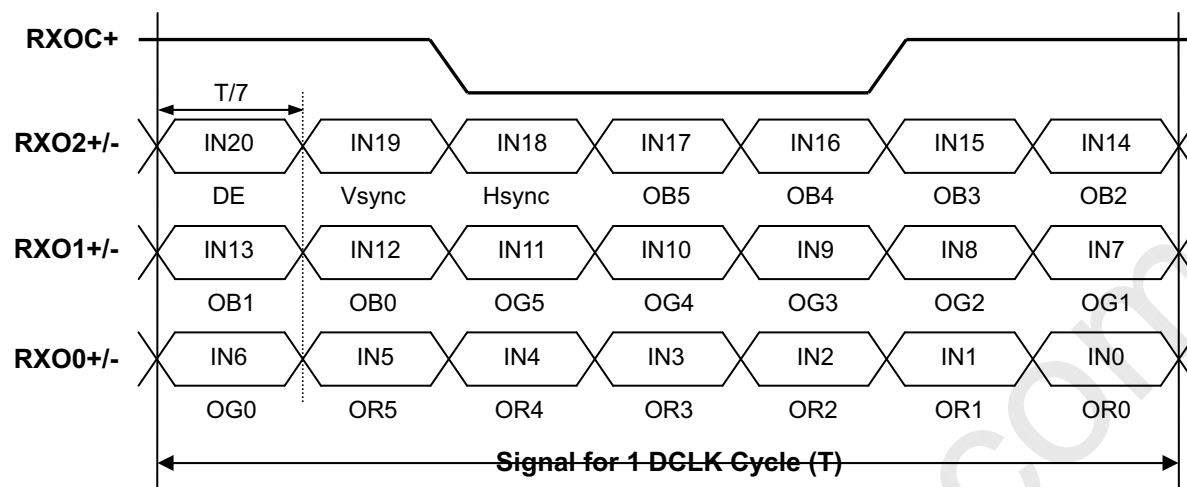 RXOC+
T/7
RXO2+/- IN20 IN19 IN18 IN17 IN16 IN15 IN14
DE Vsync Hsync OB5 OB4 OB3 OB2
RXO1+/- IN13 IN12 IN11 IN10 IN9 IN8 IN7
OB1 OB0 OG5 OG4 OG3 OG2 OG1
RXO0+/- IN6 IN5 IN4 IN3 IN2 IN1 IN0
OG0 OR5 OR4 OR3 OR2 OR1 OR0
Signal for 1 DCLK Cycle (T)
.com